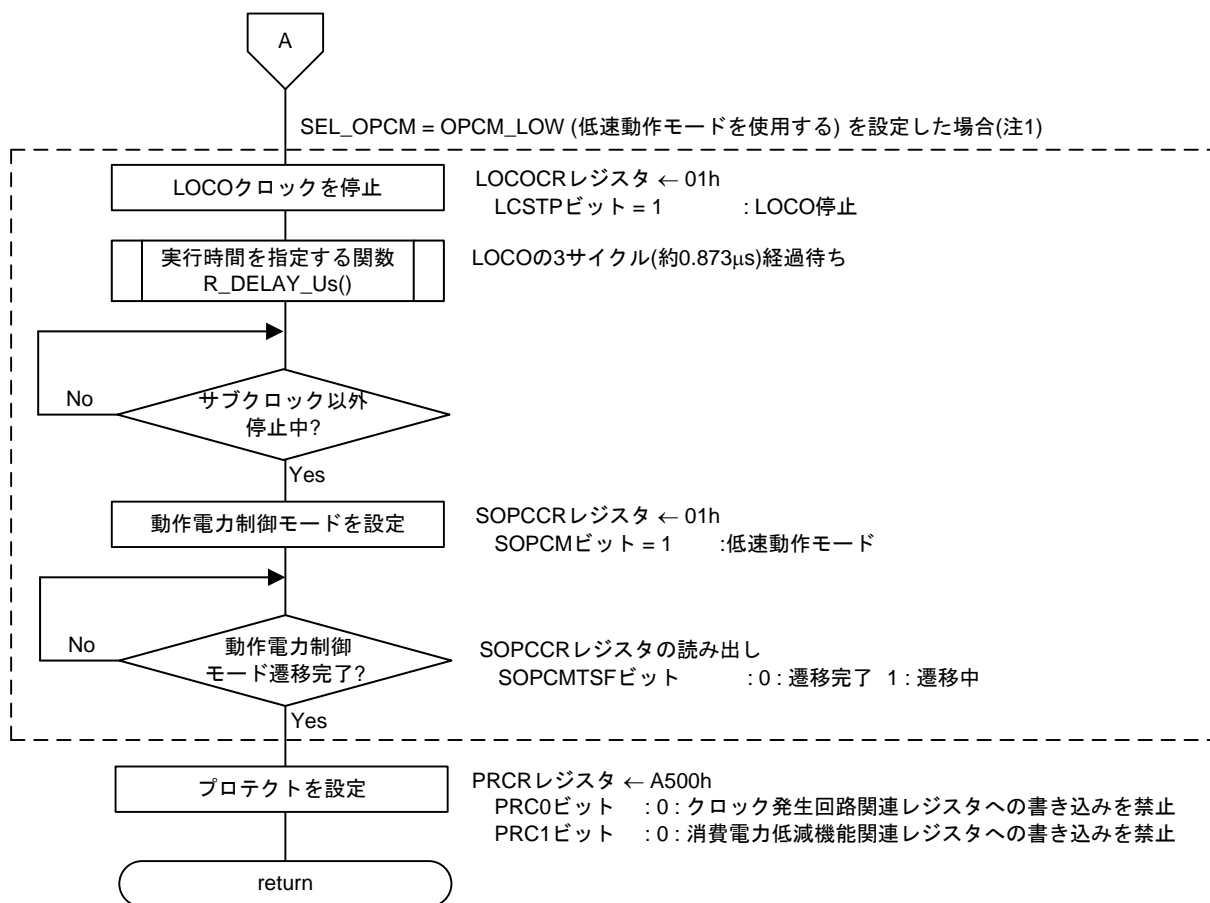 A
SEL_OPCM = OPCM_LOW (低速動作モードを使用する) を設定した場合(注1)
LOCOクロックを停止
LOCOCRレジスタ ← 01h
LCSTPビット = 1 : LOCO停止
実行時間を指定する関数
R_DELAY_Us()
LOCOの3サイクル(約0.873μs)経過待ち
サブクロック以外
停止中?
No
Yes
動作電力制御モードを設定
SOPCCRレジスタ ← 01h
SOPCMビット = 1 :低速動作モード
動作電力制御
モード遷移完了?
No
SOPCCRレジスタの読み出し
SOPCMTSFビット : 0 : 遷移完了 1 : 遷移中
Yes
プロテクトを設定
PRCRレジスタ ← A500h
PRC0ビット : 0 : クロック発生回路関連レジスタへの書き込みを禁止
PRC1ビット : 0 : 消費電力低減機能関連レジスタへの書き込みを禁止
return